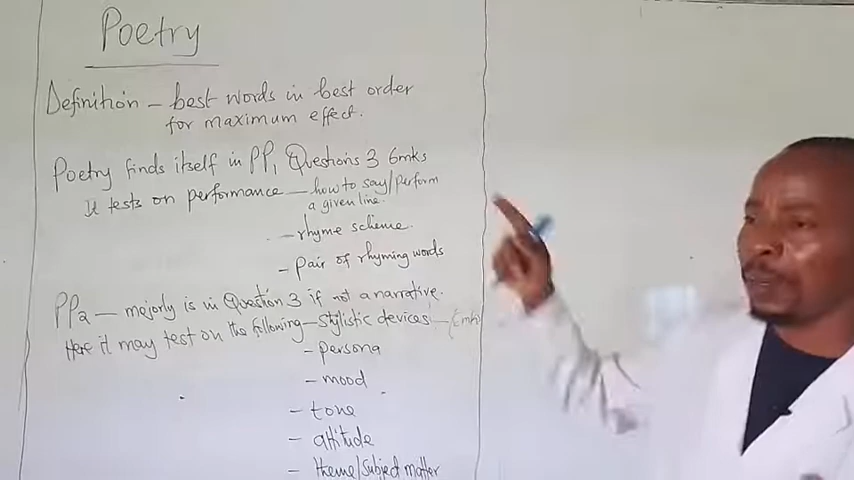 Poetry
Definition - best words in best order
for maximum effect.
Poetry finds itself in PP1 Questions 3 6mks
It tests on performance - how to say/perform
a given line.
- rhyme scheme.
- pair of rhyming words
PP2 - majorly is in Question 3 if not a narrative.
Here it may test on the following - stylistic devices -
- persona
- mood
- tone
- attitude
- theme/subject matter